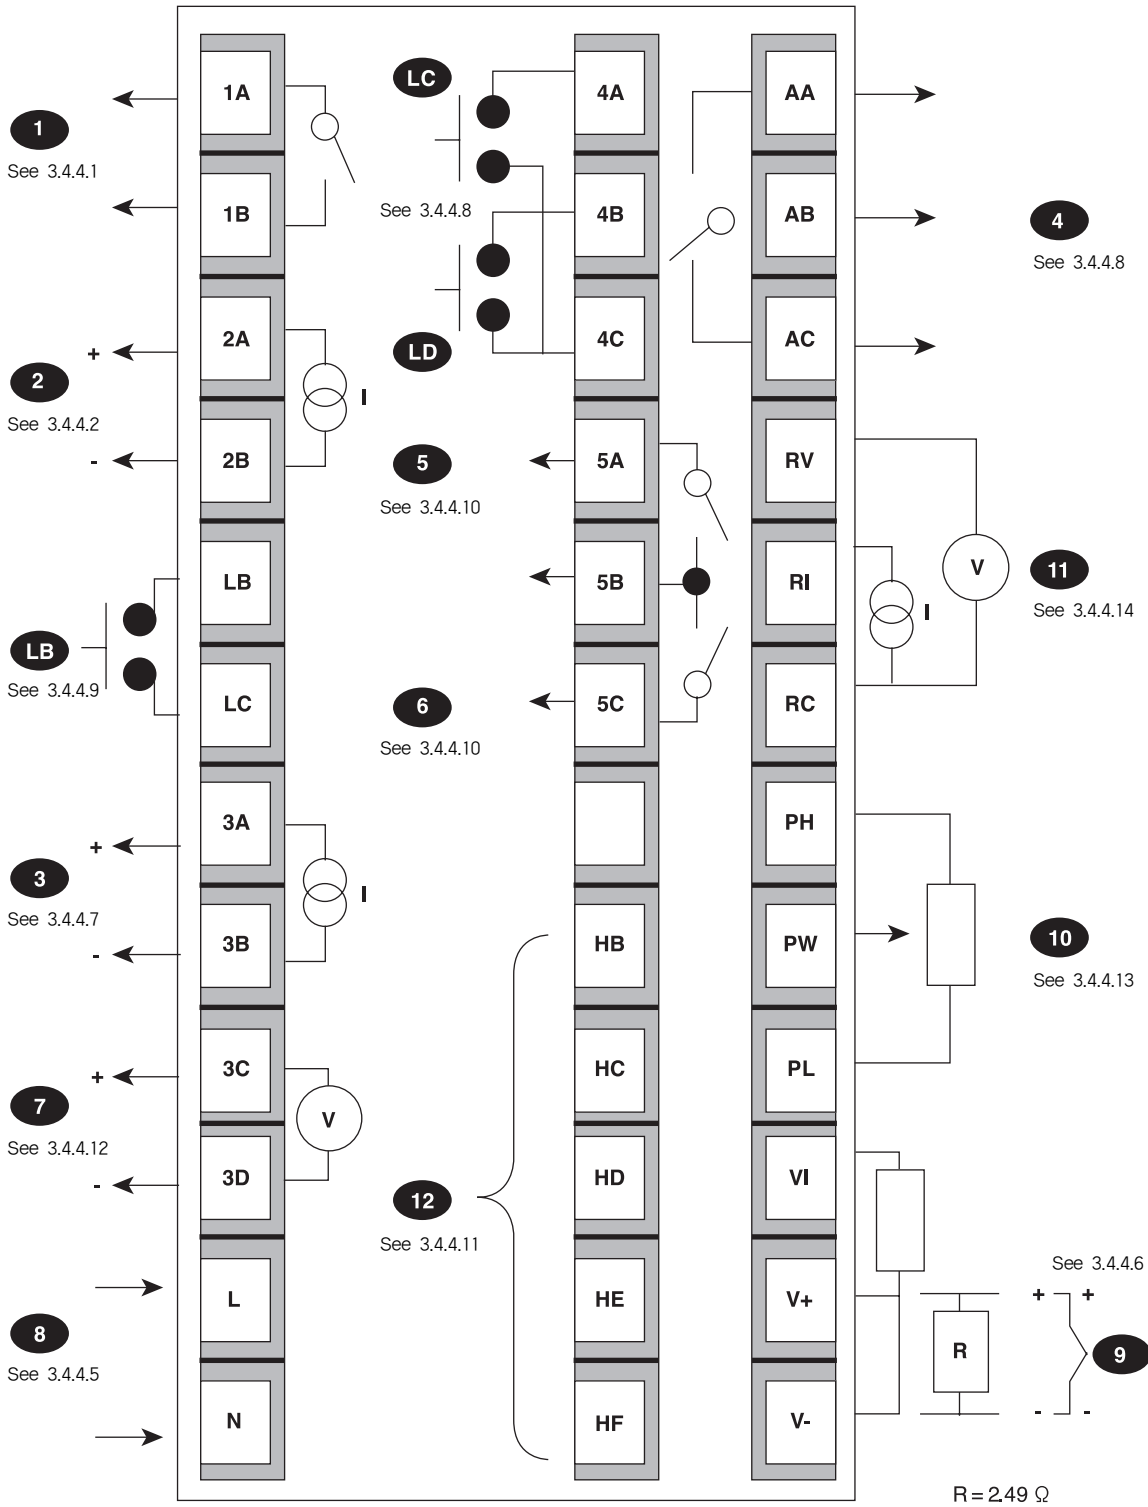 1A
1B
2A
2B
LB
LC
3A
3B
3C
3D
L
N
1
See 3.4.4.1
+
2
See 3.4.4.2
-
I
LB
See 3.4.4.9
+
3
See 3.4.4.7
-
I
+
7
See 3.4.4.12
-
V
8
See 3.4.4.5
LC
See 3.4.4.8
LD
5
See 3.4.4.10
6
See 3.4.4.10
12
See 3.4.4.11
4A
4B
4C
5A
5B
5C
HB
HC
HD
HE
HF
AA
AB
AC
RV
RI
RC
PH
PW
PL
VI
V+
V-
4
See 3.4.4.8
V
I
11
See 3.4.4.14
10
See 3.4.4.13
See 3.4.4.6
+ +
R
9
- -
R = 2.49 Ω